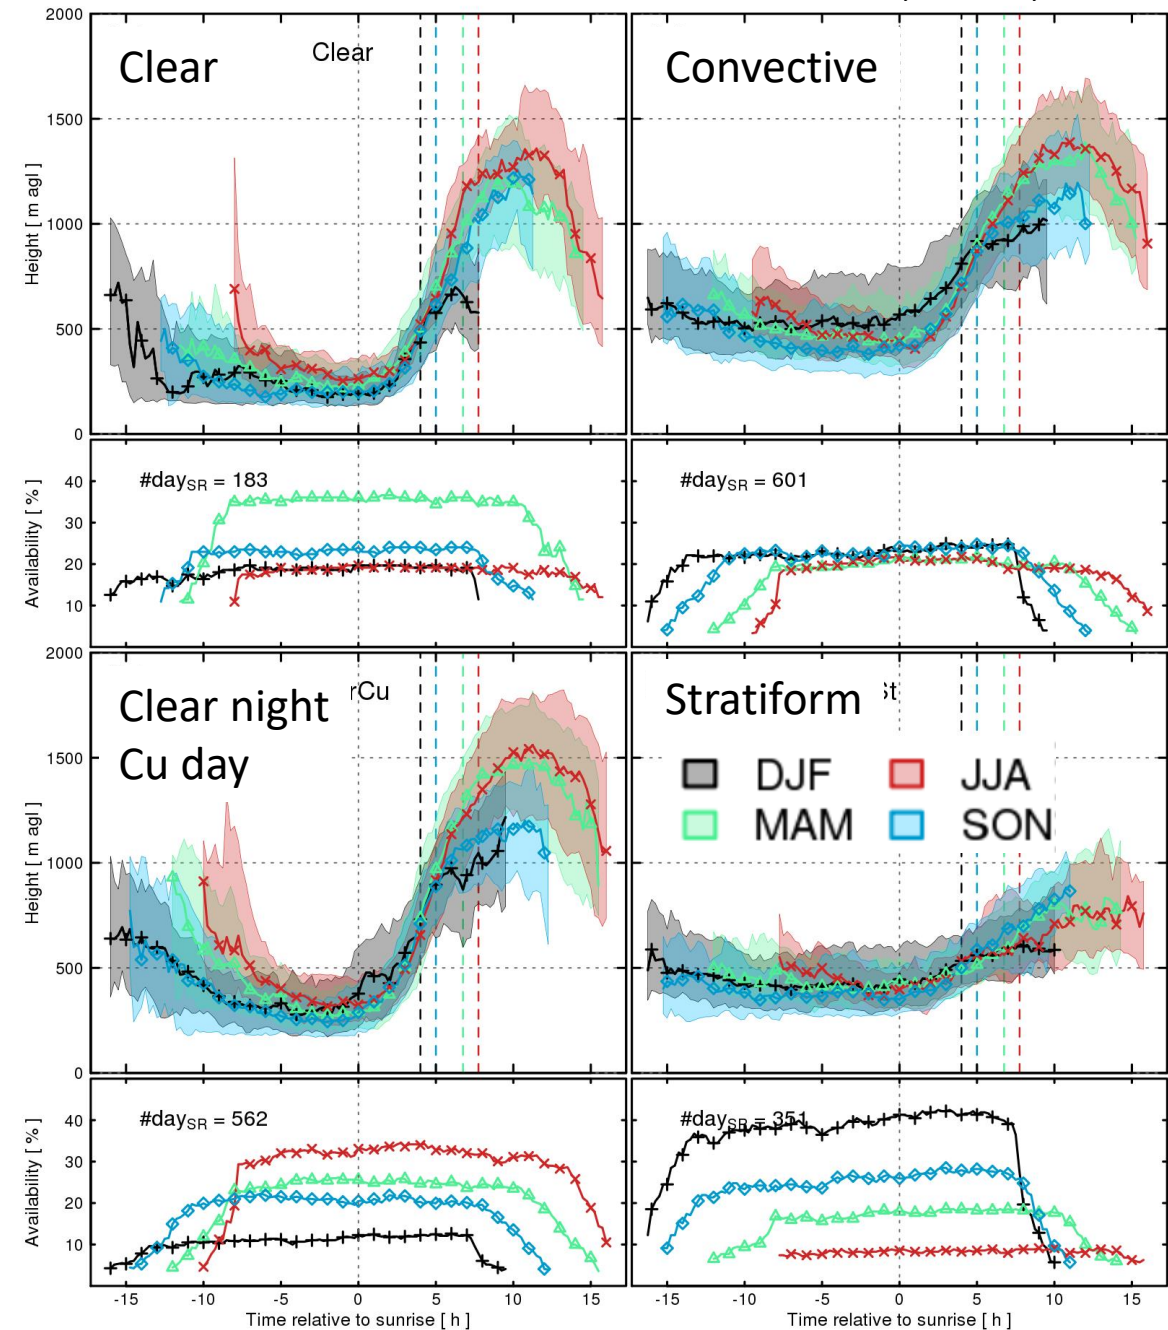 2000
Clear
Clear
Convective
1500
1000
500
0
Height [ m agl ]
#daySR = 183
#daySR = 601
40
30
20
10
Availability [ % ]
2000
rCu
Clear night
Cu day
Stratiform
St
DJF
JJA
MAM
SON
1500
1000
500
0
Height [ m agl ]
#daySR = 562
#daySR = 351
40
30
20
10
Availability [ % ]
-15 -10 -5 0 5 10 15
-15 -10 -5 0 5 10 15
Time relative to sunrise [ h ]
Time relative to sunrise [ h ]